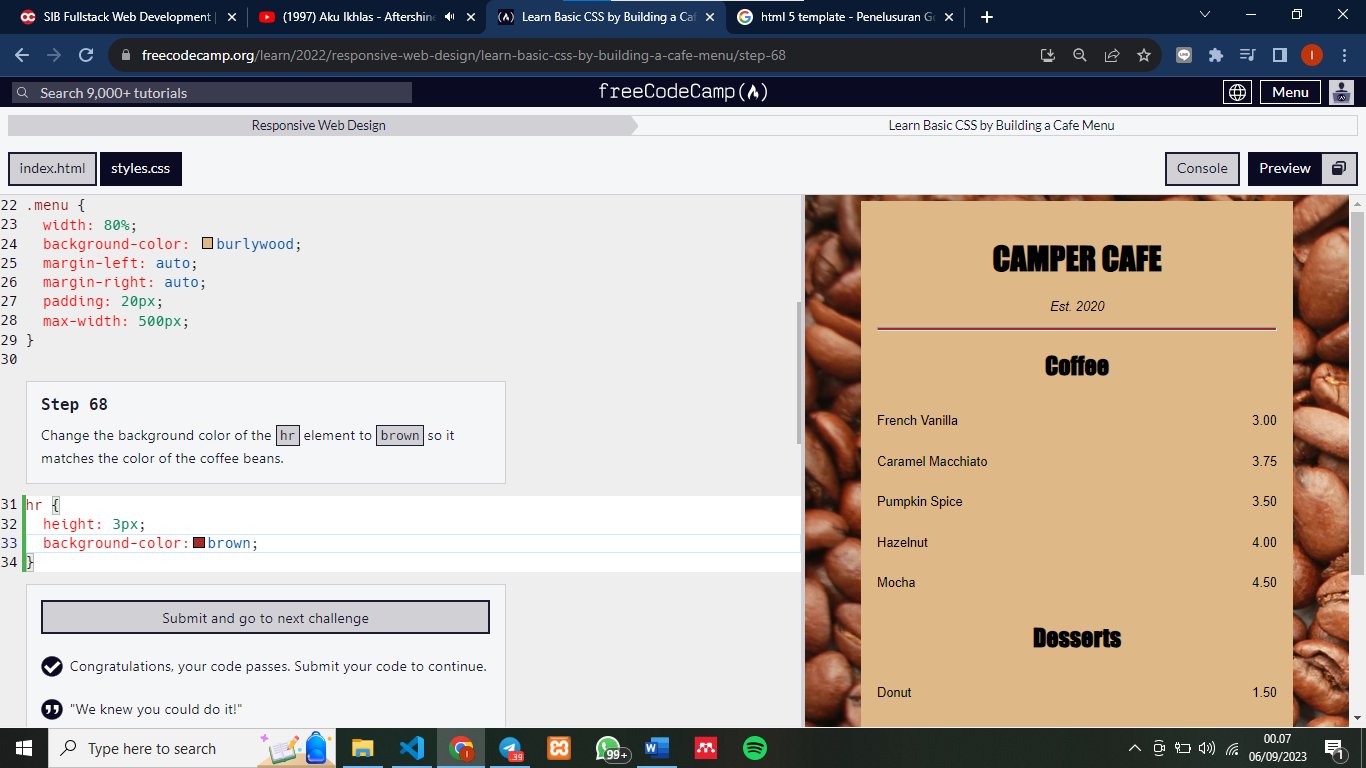 SIB Fullstack Web Development |
(1997) Aku Ikhlas - Aftershine
Learn Basic CSS by Building a Caf
html 5 template - Penelusuran Go
freecodecamp.org/learn/2022/responsive-web-design/learn-basic-css-by-building-a-cafe-menu/step-68
I
Search 9,000+ tutorials
freeCodeCamp
Menu
Responsive Web Design
Learn Basic CSS by Building a Cafe Menu
index.html
styles.css
Console
Preview
22 .menu {
23 width: 80%;
24 background-color: burlywood;
25 margin-left: auto;
26 margin-right: auto;
27 padding: 20px;
28 max-width: 500px;
29 }
30
Step 68
Change the background color of the hr element to brown so it
matches the color of the coffee beans.
31 hr {
32 height: 3px;
33 background-color: brown;
34 }
Submit and go to next challenge
Congratulations, your code passes. Submit your code to continue.
"We knew you could do it!"
CAMPER CAFE
Est. 2020
Coffee
French Vanilla 3.00
Caramel Macchiato 3.75
Pumpkin Spice 3.50
Hazelnut 4.00
Mocha 4.50
Desserts
Donut 1.50
Type here to search
I
39
99+
W
00.07
06/09/2023
1